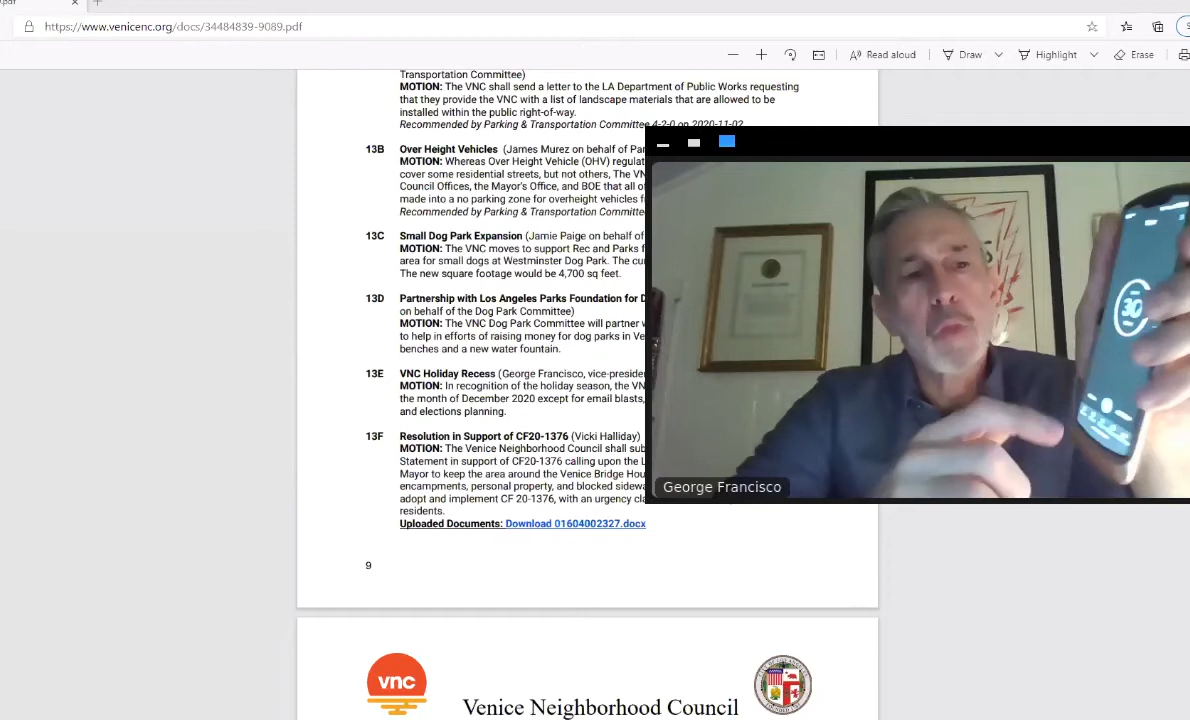 .pdf
https://www.venicenc.org/docs/34484839-9089.pdf
Read aloud
Draw
Highlight
Erase
Transportation Committee)
MOTION: The VNC shall send a letter to the LA Department of Public Works requesting
that they provide the VNC with a list of landscape materials that are allowed to be
installed within the public right-of-way.
Recommended by Parking & Transportation Committee 4-2-0 on 2020-11-02
13B Over Height Vehicles (James Murez on behalf of Par
MOTION: Whereas Over Height Vehicle (OHV) regulat
cover some residential streets, but not others, The VN
Council Offices, the Mayor's Office, and BOE that all o
made into a no parking zone for overheight vehicles f
Recommended by Parking & Transportation Committe
13C Small Dog Park Expansion (Jamie Paige on behalf of
MOTION: The VNC moves to support Rec and Parks f
area for small dogs at Westminster Dog Park. The cu
The new square footage would be 4,700 sq feet.
13D Partnership with Los Angeles Parks Foundation for D
on behalf of the Dog Park Committee)
MOTION: The VNC Dog Park Committee will partner w
to help in efforts of raising money for dog parks in Ve
benches and a new water fountain.
13E VNC Holiday Recess (George Francisco, vice-preside
MOTION: In recognition of the holiday season, the VN
the month of December 2020 except for email blasts,
and elections planning.
13F Resolution in Support of CF20-1376 (Vicki Halliday)
MOTION: The Venice Neighborhood Council shall sub
Statement in support of CF20-1376 calling upon the L
Mayor to keep the area around the Venice Bridge Hou
encampments, personal property, and blocked sidew
adopt and implement CF 20-1376, with an urgency cl
residents.
Uploaded Documents: Download 01604002327.docx
30
George Francisco
9
vnc
Venice Neighborhood Council